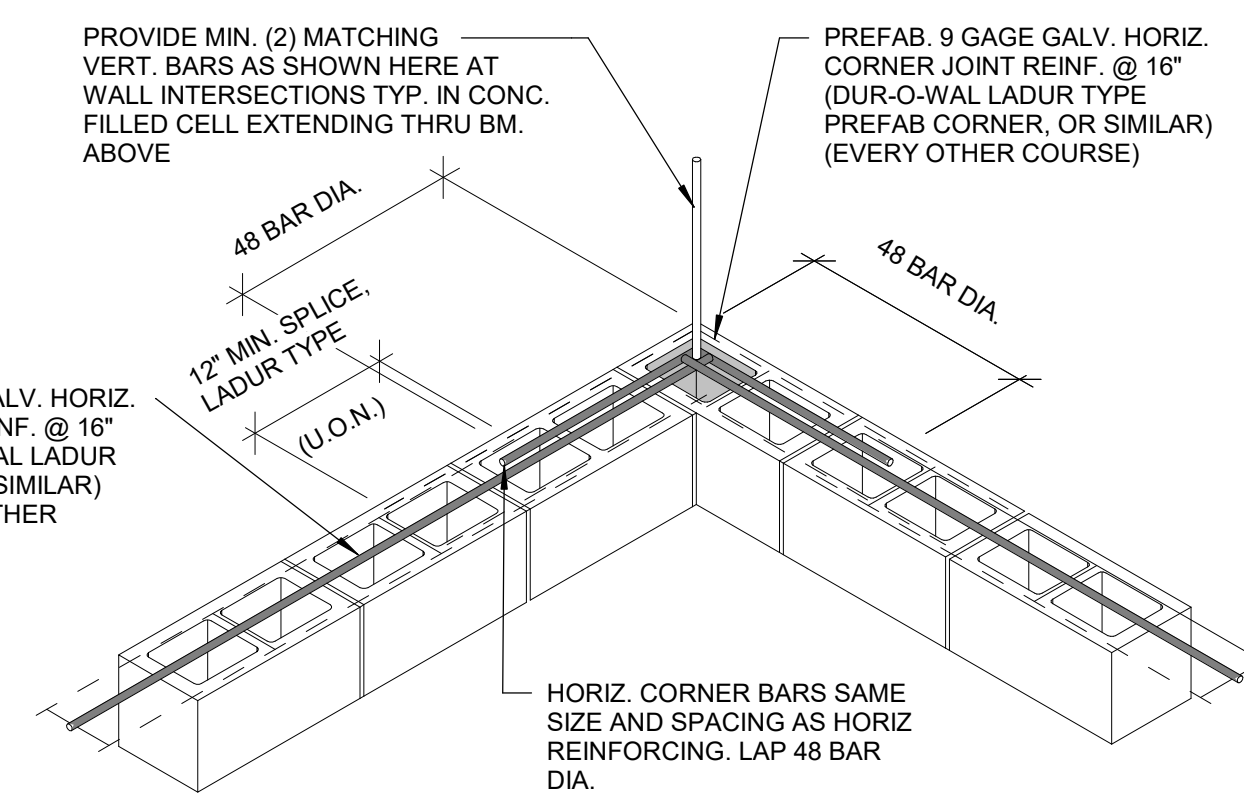 PROVIDE MIN. (2) MATCHING
VERT. BARS AS SHOWN HERE AT
WALL INTERSECTIONS TYP. IN CONC.
FILLED CELL EXTENDING THRU BM.
ABOVE
PREFAB. 9 GAGE GALV. HORIZ.
CORNER JOINT REINF. @ 16"
(DUR-O-WAL LADUR TYPE
PREFAB CORNER, OR SIMILAR)
(EVERY OTHER COURSE)
48 BAR DIA.
48 BAR DIA.
12" MIN. SPLICE,
LADUR TYPE
(U.O.N.)
ALV. HORIZ.
NF. @ 16"
AL LADUR
SIMILAR)
THER
HORIZ. CORNER BARS SAME
SIZE AND SPACING AS HORIZ
REINFORCING. LAP 48 BAR
DIA.